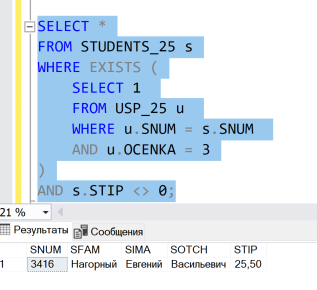 SELECT *
FROM STUDENTS_25 s
WHERE EXISTS (
SELECT 1
FROM USP_25 u
WHERE u.SNUM = s.SNUM
AND u.OCENKA = 3
)
AND s.STIP <> 0;
21 %
Результаты Сообщения
SNUM SFAM SIMA SOTCH STIP
1 3416 Нагорный Евгений Васильевич 25,50